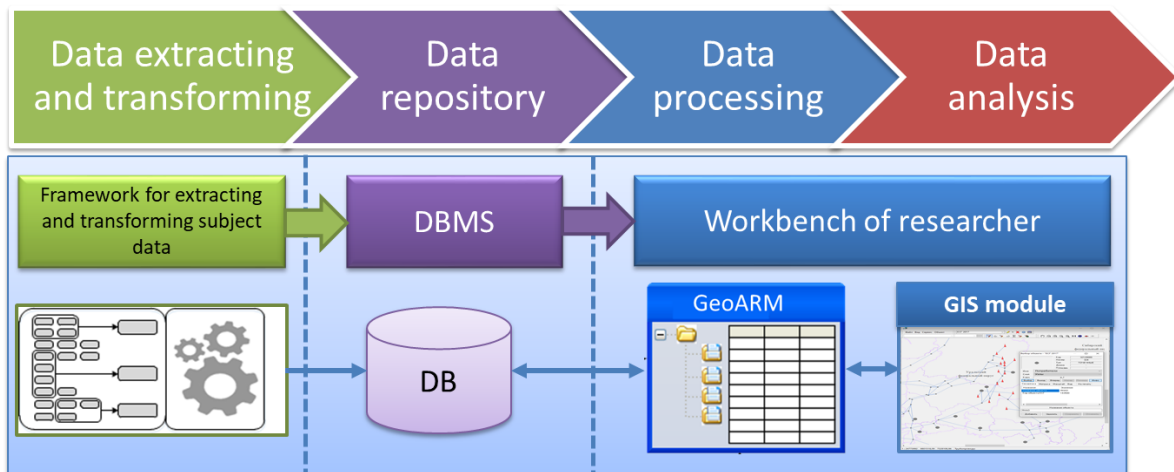 Data extracting
and transforming
Data
repository
Data
processing
Data
analysis
Framework for extracting
and transforming subject
data
DBMS
Workbench of researcher
GeoARM
GIS module
DB